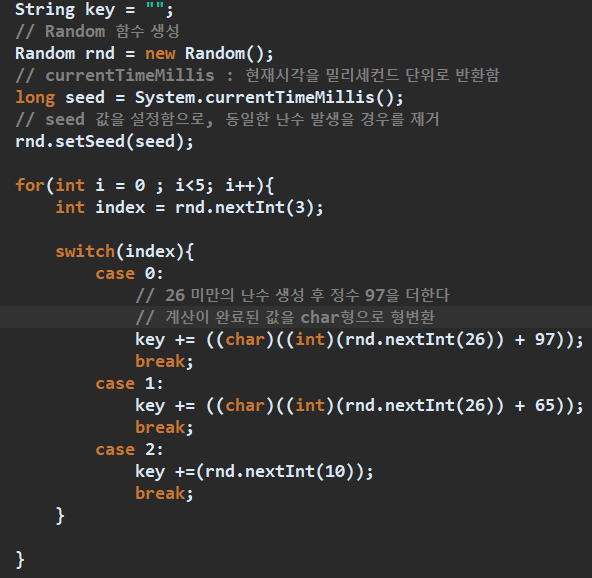 String key = "";
// Random 함수 생성
Random rnd = new Random();
// currentTimeMillis : 현재시각을 밀리세컨드 단위로 반환함
long seed = System.currentTimeMillis();
// seed 값을 설정함으로, 동일한 난수 발생을 경우를 제거
rnd.setSeed(seed);

for(int i = 0 ; i<5; i++){
    int index = rnd.nextInt(3);

    switch(index){
        case 0:
            // 26 미만의 난수 생성 후 정수 97을 더한다
            // 계산이 완료된 값을 char형으로 형변환
            key += ((char)((int)(rnd.nextInt(26)) + 97));
            break;
        case 1:
            key += ((char)((int)(rnd.nextInt(26)) + 65));
            break;
        case 2:
            key +=(rnd.nextInt(10));
            break;
    }

}